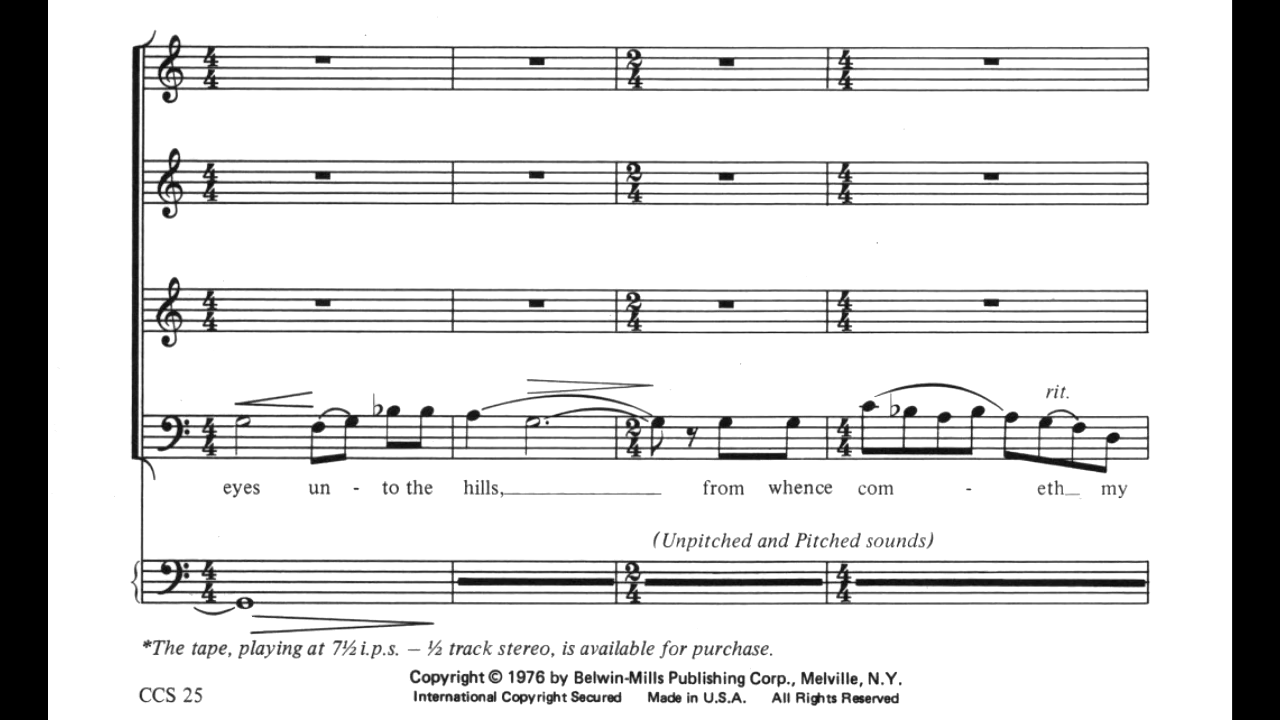 rit.
eyes un - to the hills, from whence com - eth my
(Unpitched and Pitched sounds)
*The tape, playing at 7½ i.p.s. – ½ track stereo, is available for purchase.
Copyright © 1976 by Belwin-Mills Publishing Corp., Melville, N.Y.
CCS 25
International Copyright Secured Made in U.S.A. All Rights Reserved